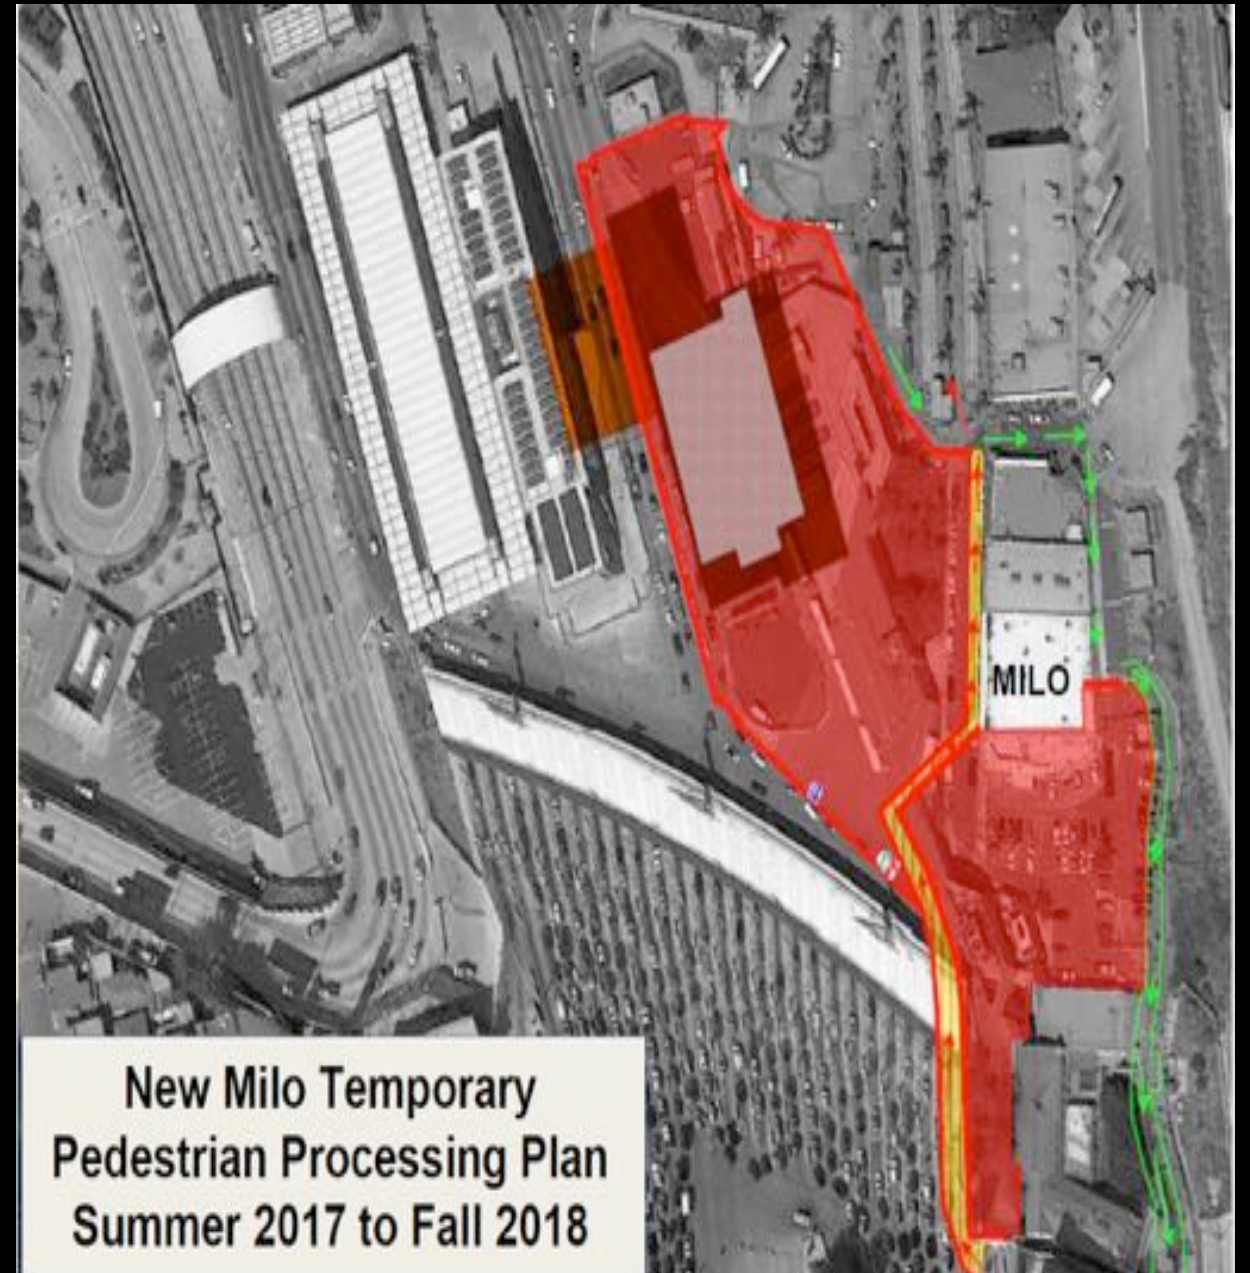 MILO
New Milo Temporary
Pedestrian Processing Plan
Summer 2017 to Fall 2018